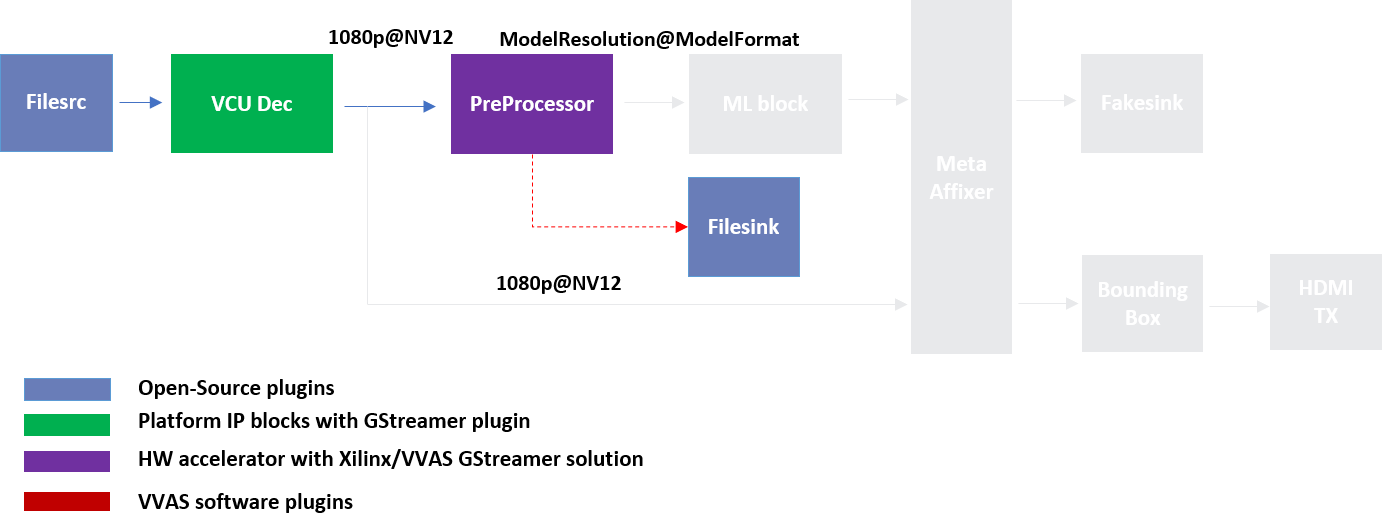 1080p@NV12
ModelResolution@ModelFormat
Filesrc
VCU Dec
PreProcessor
ML block
Fakesink
Meta
Affixer
Filesink
1080p@NV12
Bounding
Box
HDMI
TX
Open-Source plugins
Platform IP blocks with GStreamer plugin
HW accelerator with Xilinx/VVAS GStreamer solution
VVAS software plugins